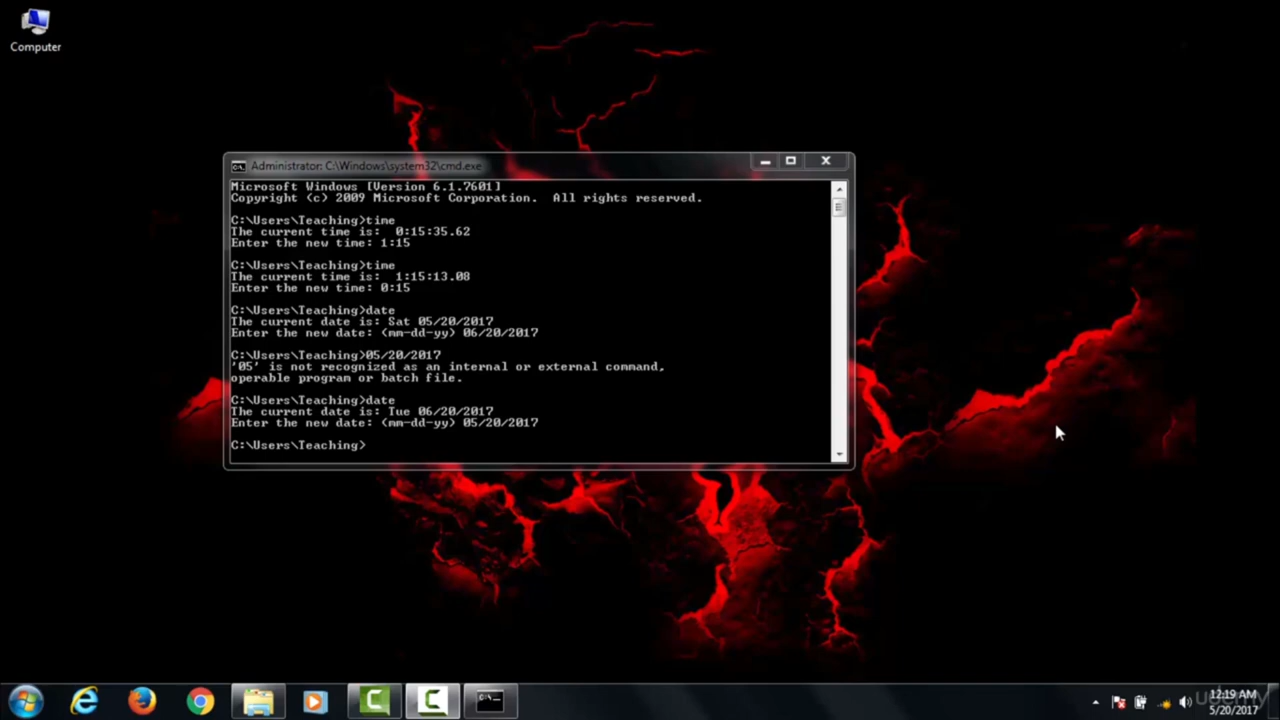 Computer
Administrator: C:\Windows\system32\cmd.exe
Microsoft Windows [Version 6.1.7601]
Copyright (c) 2009 Microsoft Corporation.  All rights reserved.
C:\Users\Teaching>time
The current time is:  0:15:35.62
Enter the new time: 1:15
C:\Users\Teaching>time
The current time is:  1:15:13.08
Enter the new time: 0:15
C:\Users\Teaching>date
The current date is: Sat 05/20/2017
Enter the new date: (mm-dd-yy) 06/20/2017
C:\Users\Teaching>05/20/2017
'05' is not recognized as an internal or external command,
operable program or batch file.
C:\Users\Teaching>date
The current date is: Tue 06/20/2017
Enter the new date: (mm-dd-yy) 05/20/2017
C:\Users\Teaching>
12:19 AM
5/20/2017
udemy